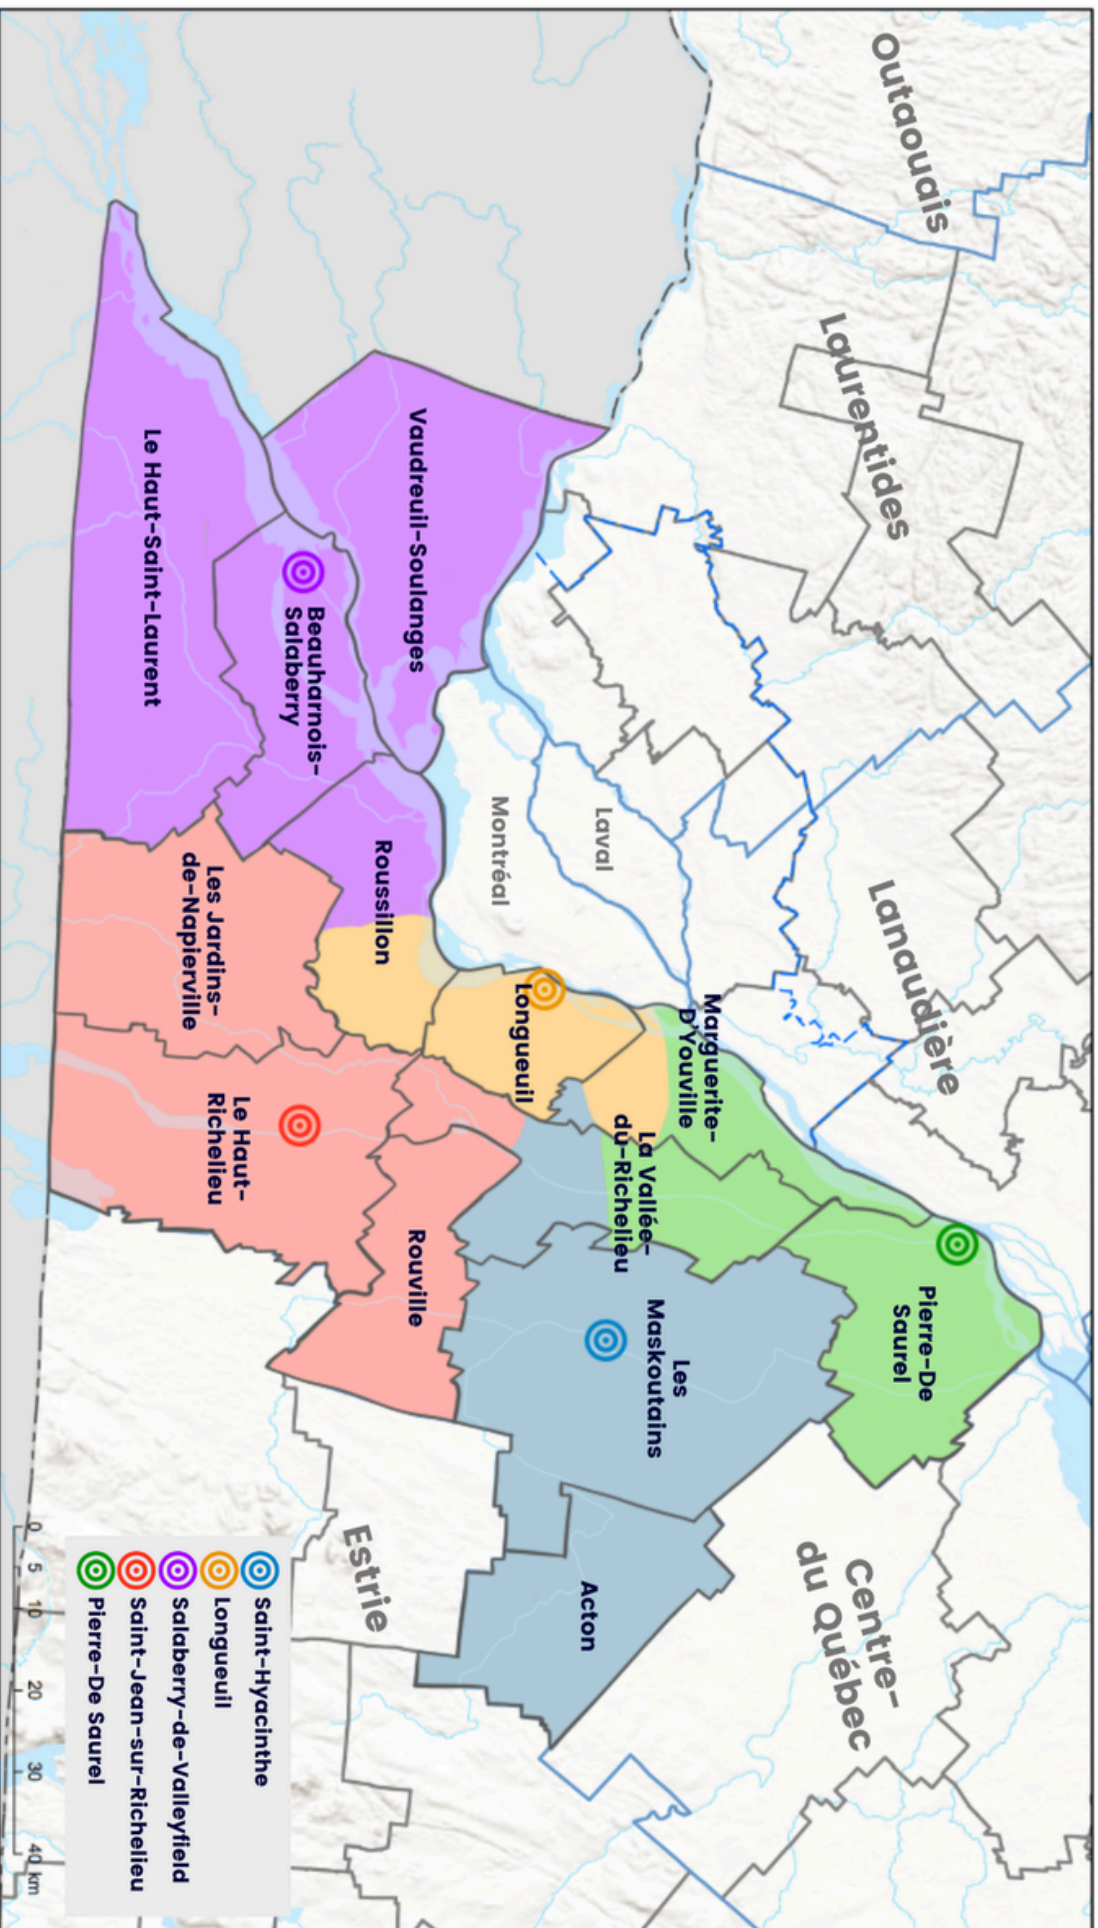 Outaouais
Laurentides
Lanaudière
Centre-
du Québec
Laval
Montréal
Estrie
Vaudreuil-Soulanges
Beauharnois-
Salaberry
Le Haut-Saint-Laurent
Roussillon
Les Jardins-
de-Napierville
Longueuil
Marguerite-
D'Youville
La Vallée-
du-Richelieu
Le Haut-
Richelieu
Rouville
Pierre-De
Saurel
Les
Maskoutains
Acton
Saint-Hyacinthe
Longueuil
Salaberry-de-Valleyfield
Saint-Jean-sur-Richelieu
Pierre-De Saurel
0 5 10 20 30 40 km